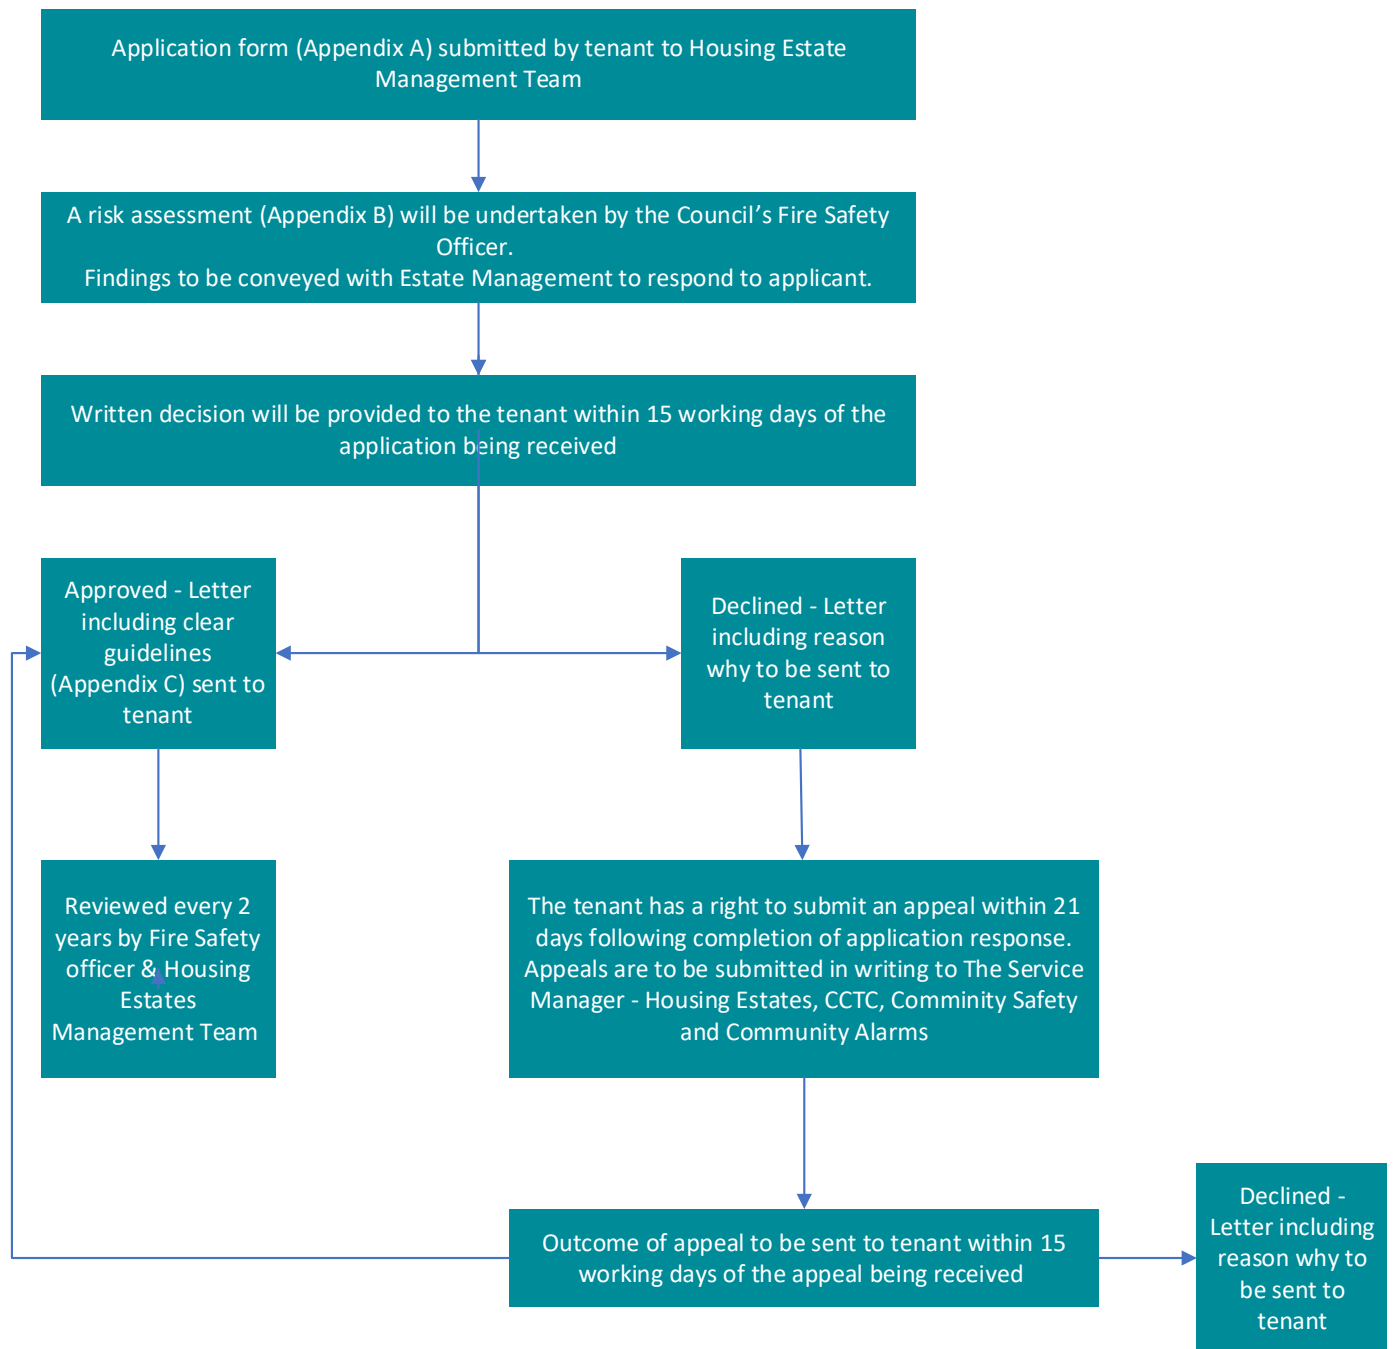 Application form (Appendix A) submitted by tenant to Housing Estate
Management Team
A risk assessment (Appendix B) will be undertaken by the Council’s Fire Safety
Officer.
Findings to be conveyed with Estate Management to respond to applicant.
Written decision will be provided to the tenant within 15 working days of the
application being received
Approved - Letter
including clear
guidelines
(Appendix C) sent to
tenant
Declined - Letter
including reason
why to be sent to
tenant
Reviewed every 2
years by Fire Safety
officer & Housing
Estates
Management Team
The tenant has a right to submit an appeal within 21
days following completion of application response.
Appeals are to be submitted in writing to The Service
Manager - Housing Estates, CCTC, Comminity Safety
and Community Alarms
Outcome of appeal to be sent to tenant within 15
working days of the appeal being received
Declined -
Letter including
reason why to
be sent to
tenant